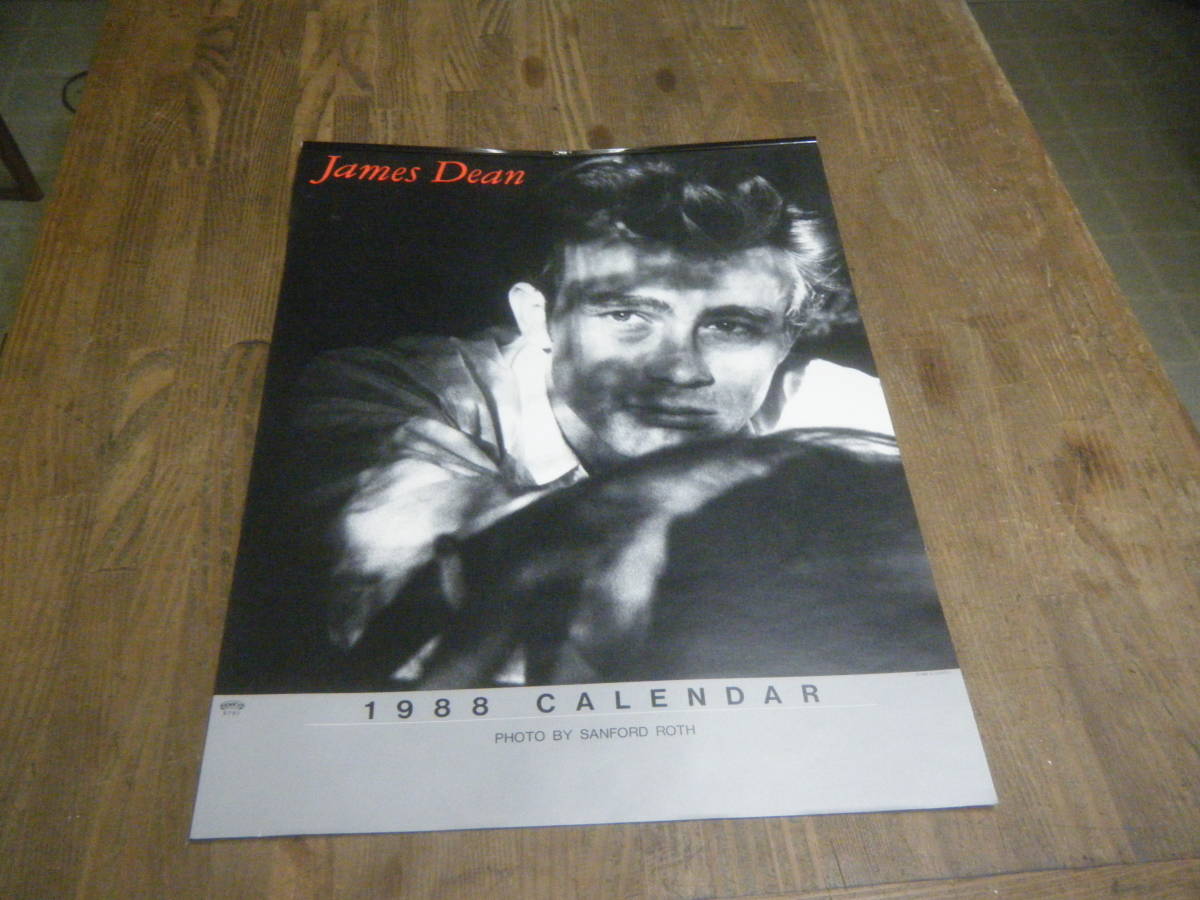 James Dean
1988 CALENDAR
PHOTO BY SANFORD ROTH